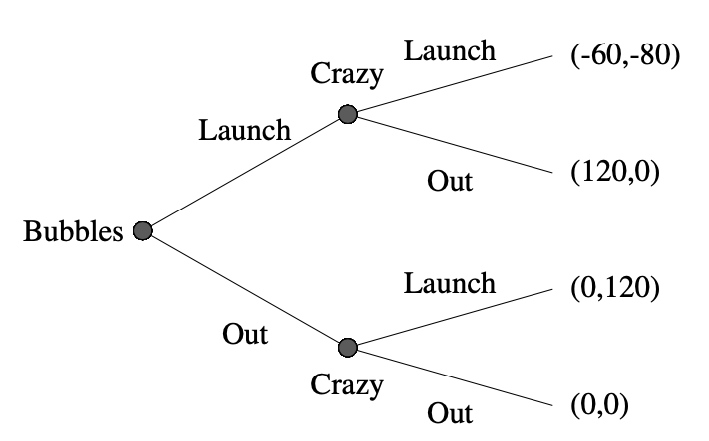 Launch
(-60,-80)
Crazy
Launch
Out
(120,0)
Bubbles
Launch
(0,120)
Out
Crazy
Out
(0,0)